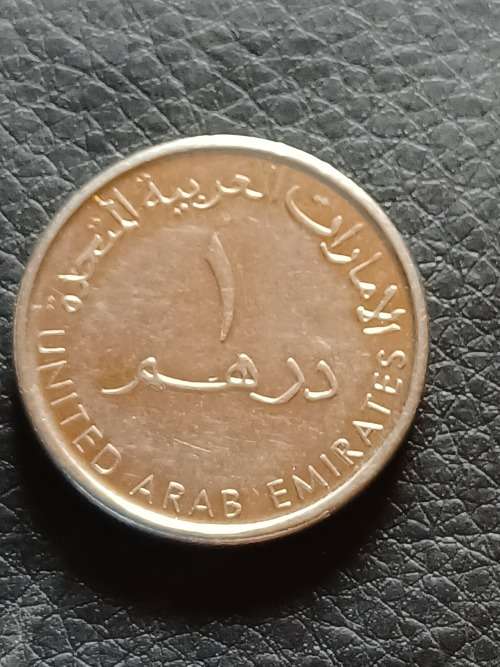 الإمارات العربية المتحدة
١
درهم
UNITED ARAB EMIRATES